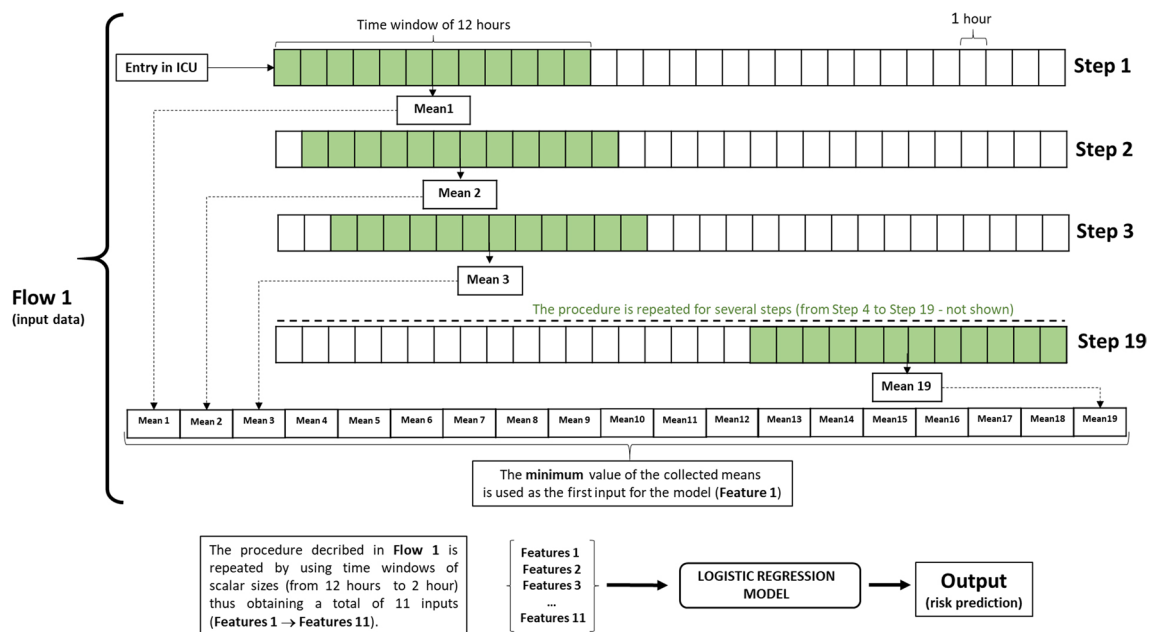 Time window of 12 hours
1 hour
Entry in ICU
Step 1
Mean1
Step 2
Mean 2
Step 3
Mean 3
Flow 1
(input data)
The procedure is repeated for several steps (from Step 4 to Step 19 - not shown)
Step 19
Mean 19
Mean 1 Mean 2 Mean 3 Mean 4 Mean 5 Mean 6 Mean 7 Mean 8 Mean 9 Mean10 Mean11 Mean12 Mean13 Mean14 Mean15 Mean16 Mean17 Mean18 Mean19
The minimum value of the collected means
is used as the first input for the model (Feature 1)
The procedure decribed in Flow 1 is
repeated by using time windows of
scalar sizes (from 12 hours to 2 hour)
thus obtaining a total of 11 inputs
(Features 1 → Features 11).
Features 1
Features 2
Features 3
...
Features 11
LOGISTIC REGRESSION
MODEL
Output
(risk prediction)